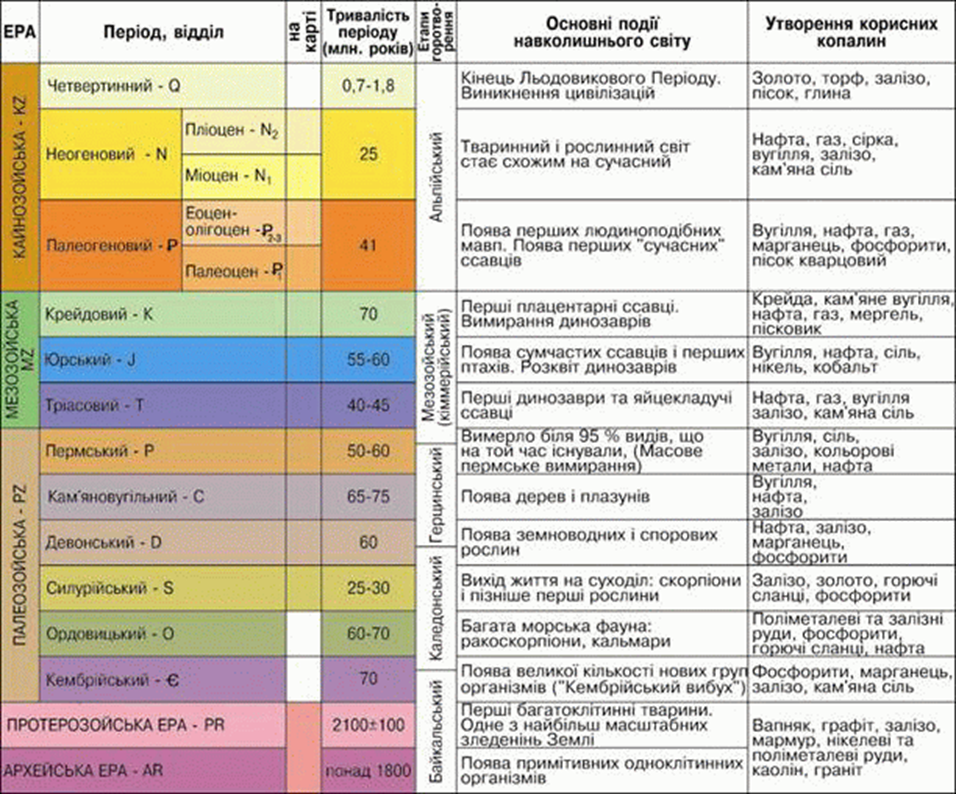 ЕРА
Період, відділ
на
карті
Тривалість
періоду
(млн. років)
Етапи
горотво-
рення
Основні події
навколишнього світу
Утворення корисних
копалин
КАЙНОЗОЙСЬКА - KZ
Четвертинний - Q
0,7-1,8
Альпійський
Кінець Льодовикового Періоду.
Виникнення цивілізацій
Золото, торф, залізо,
пісок, глина
Неогеновий - N
Пліоцен - N2
Міоцен - N1
25
Тваринний і рослинний світ
стає схожим на сучасний
Нафта, газ, сірка,
вугілля, залізо,
кам'яна сіль
Палеогеновий - ₽
Еоцен-
олігоцен - ₽2-3
Палеоцен - ₽1
41
Поява перших людиноподібних
мавп. Поява перших "сучасних"
ссавців
Вугілля, нафта, газ,
марганець, фосфорити,
пісок кварцовий
МЕЗОЗОЙСЬКА
MZ
Крейдовий - K
70
Мезозойський
(кіммерійський)
Перші плацентарні ссавці.
Вимирання динозаврів
Крейда, кам'яне вугілля,
нафта, газ, мергель,
пісковик
Юрський - J
55-60
Поява сумчастих ссавців і перших
птахів. Розквіт динозаврів
Вугілля, нафта, сіль,
нікель, кобальт
Тріасовий - T
40-45
Перші динозаври та яйцекладучі
ссавці
Нафта, газ, вугілля
залізо, кам'яна сіль
ПАЛЕОЗОЙСЬКА - PZ
Пермський - P
50-60
Герцинський
Вимерло біля 95 % видів, що
на той час існували, (Масове
пермське вимирання)
Вугілля, сіль,
залізо, кольорові
метали, нафта
Кам'яновугільний - C
65-75
Поява дерев і плазунів
Вугілля,
нафта,
залізо
Девонський - D
60
Поява земноводних і спорових
рослин
Нафта, залізо,
марганець,
фосфорити
Каледонський
Силурійський - S
25-30
Вихід життя на суходіл: скорпіони
і пізніше перші рослини
Залізо, золото, горючі
сланці, фосфорити
Ордовицький - O
60-70
Багата морська фауна:
ракоскорпіони, кальмари
Поліметалеві та залізні
руди, фосфорити,
горючі сланці, нафта
Кембрійський - Є
70
Байкальський
Поява великої кількості нових груп
організмів ("Кембрійський вибух")
Фосфорити, марганець,
залізо, кам'яна сіль
ПРОТЕРОЗОЙСЬКА ЕРА - PR
2100±100
Перші багатоклітинні тварини.
Одне з найбільш масштабних
зледенінь Землі
Вапняк, графіт, залізо,
мармур, нікелеві та
поліметалеві руди,
каолін, граніт
АРХЕЙСЬКА ЕРА - AR
понад 1800
Поява примітивних одноклітинних
організмів